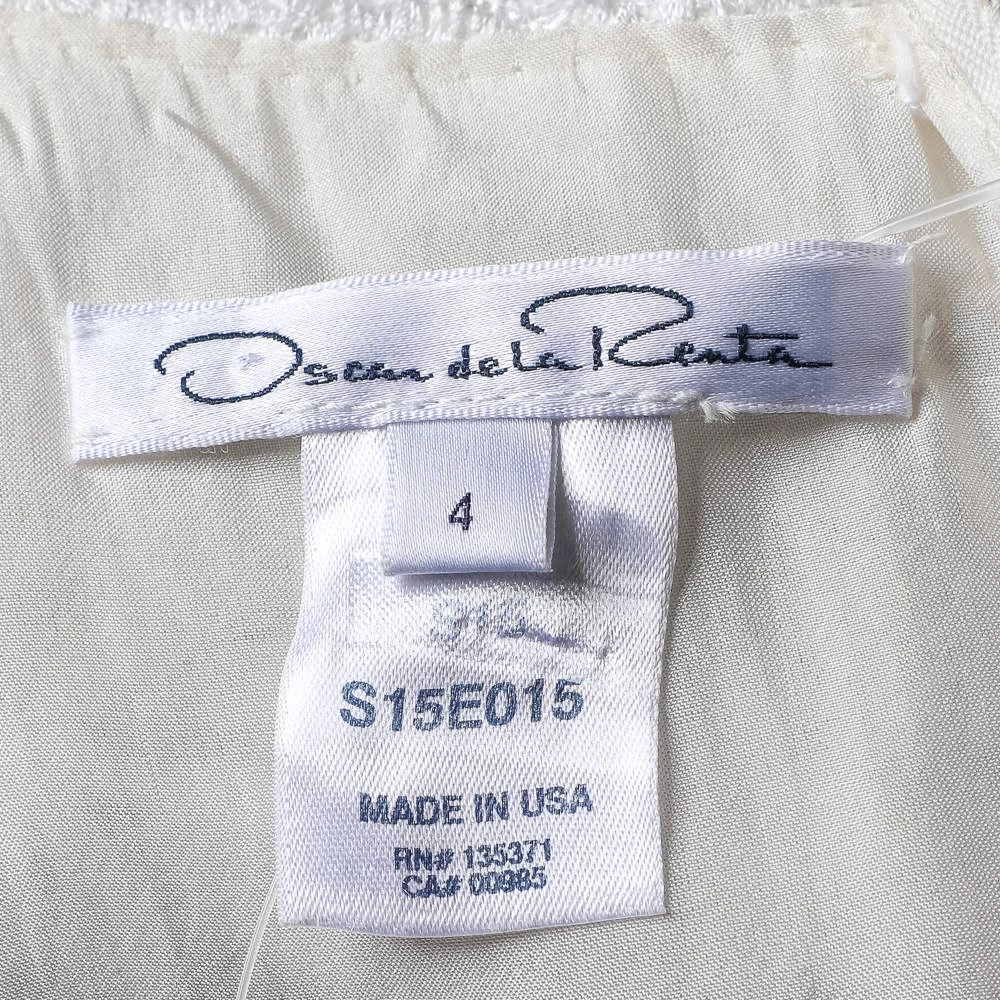 Oscar de la Renta
4
S15E015
MADE IN USA
RN# 135371
CA# 00985